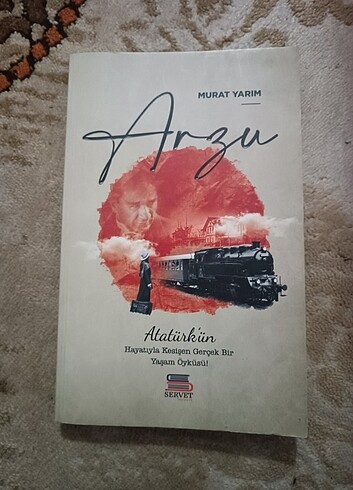 MURAT YARIM
Arzu
Atatürk'ün
Hayatıyla Kesişen Gerçek Bir
Yaşam Öyküsü!
SERVET